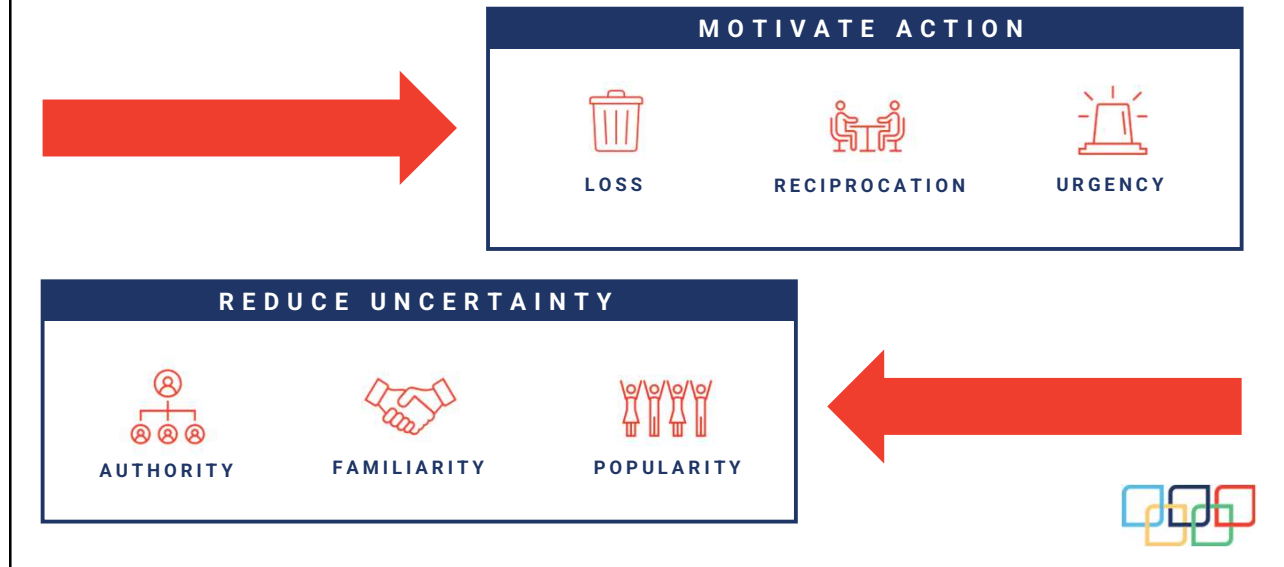 MOTIVATE ACTION
LOSS RECIPROCATION URGENCY
REDUCE UNCERTAINTY
AUTHORITY FAMILIARITY POPULARITY